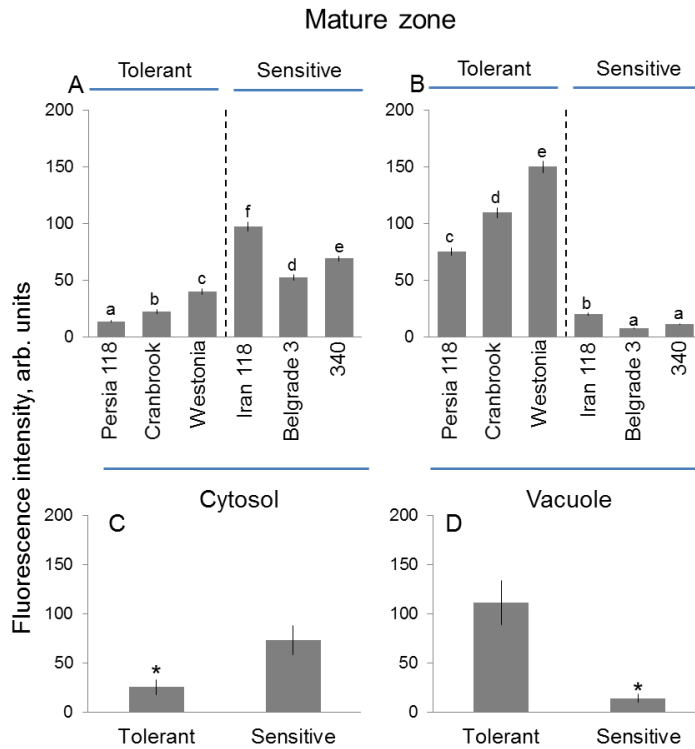 Mature zone
Tolerant Sensitive Tolerant Sensitive
A B
200 200
f e
150 150
d
100 e 100 c
d
50 c 50
a b b a a
0 0
Persia 118 Cranbrook Westonia Iran 118 Belgrade 3 340 Persia 118 Cranbrook Westonia Iran 118 Belgrade 3 340
Fluorescence intensity, arb. units
Cytosol Vacuole
C D
200 200
150 150
100 100
50 50
* *
0 0
Tolerant Sensitive Tolerant Sensitive